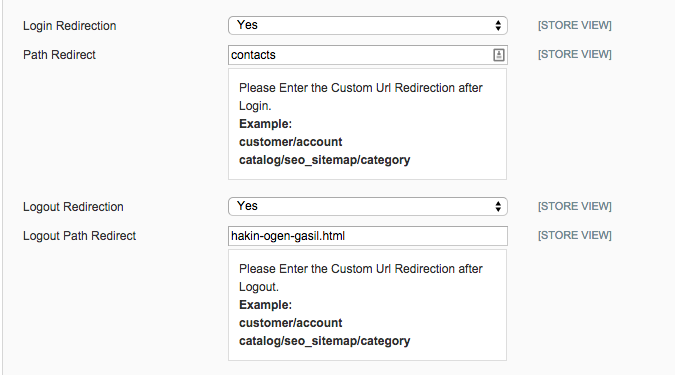 Login Redirection Yes [STORE VIEW]
Path Redirect contacts [STORE VIEW]
Please Enter the Custom Url Redirection after
Login.
Example:
customer/account
catalog/seo_sitemap/category
Logout Redirection Yes [STORE VIEW]
Logout Path Redirect hakin-ogen-gasil.html [STORE VIEW]
Please Enter the Custom Url Redirection after
Logout.
Example:
customer/account
catalog/seo_sitemap/category